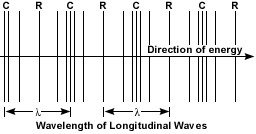 C R C R C R C R
Direction of energy
λ λ
Wavelength of Longitudinal Waves